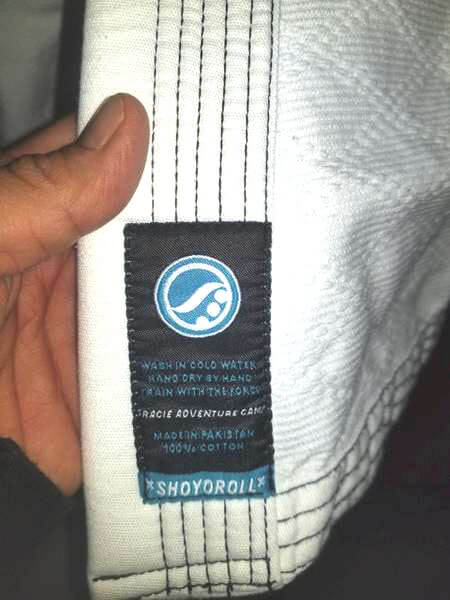 WASH IN COLD WATER
HAND DRY BY HAND
TRAIN WITH THE FORCE
GRACIE ADVENTURE CAMP
MADE IN PAKISTAN
100% COTTON
*SHOYOROLL*